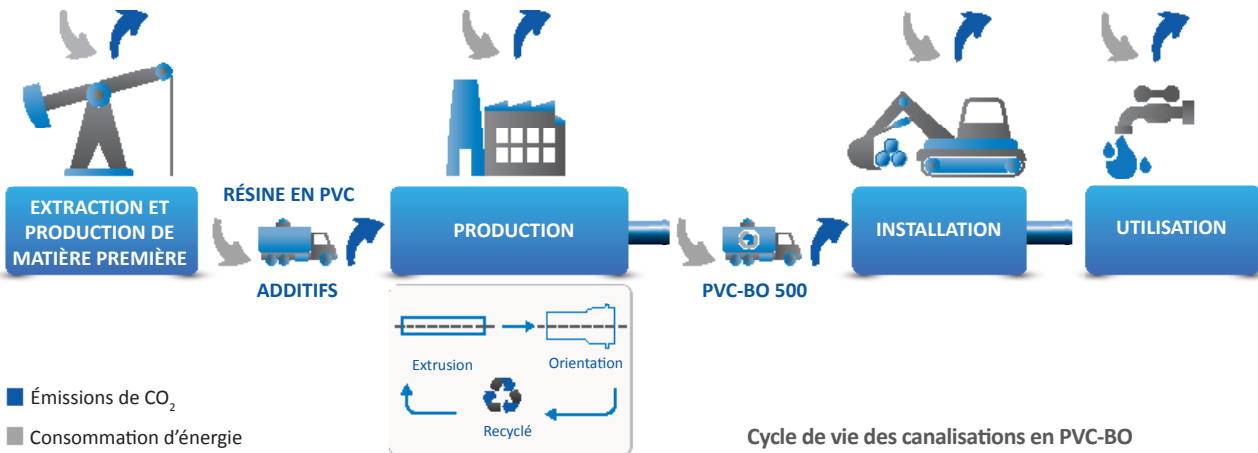 EXTRACTION ET
PRODUCTION DE
MATIÈRE PREMIÈRE
RÉSINE EN PVC
ADDITIFS
PRODUCTION
PVC-BO 500
INSTALLATION
UTILISATION
Extrusion
Orientation
Recyclé
Émissions de CO₂
Consommation d'énergie
Cycle de vie des canalisations en PVC-BO